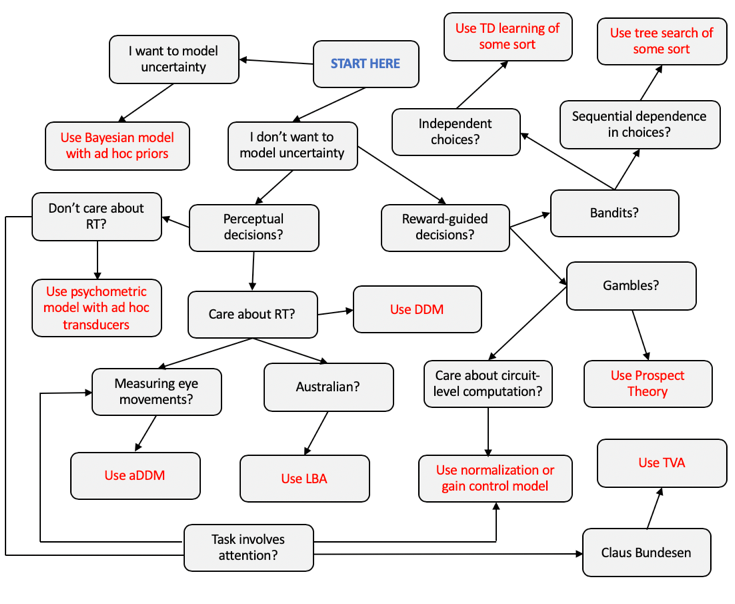 Use TD learning of
some sort
Use tree search of
some sort
I want to model
uncertainty
START HERE
Use Bayesian model
with ad hoc priors
I don't want to
model uncertainty
Independent
choices?
Sequential dependence
in choices?
Don't care about
RT?
Perceptual
decisions?
Reward-guided
decisions?
Bandits?
Use psychometric
model with ad hoc
transducers
Care about RT?
Use DDM
Gambles?
Measuring eye
movements?
Australian?
Care about circuit-
level computation?
Use Prospect
Theory
Use aDDM
Use LBA
Use normalization or
gain control model
Use TVA
Task involves
attention?
Claus Bundesen